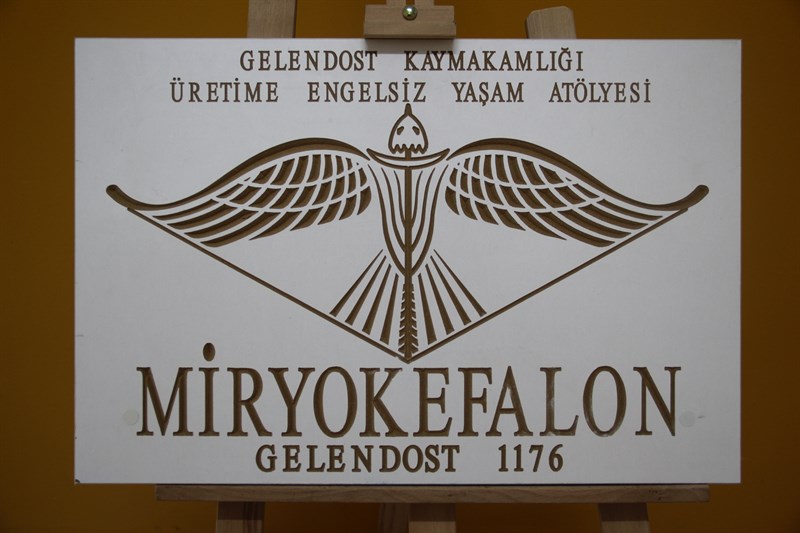 GELENDOST KAYMAKAMLIĞI
ÜRETİME ENGELSİZ YAŞAM ATÖLYESİ
MİRYOKEFALON
GELENDOST 1176